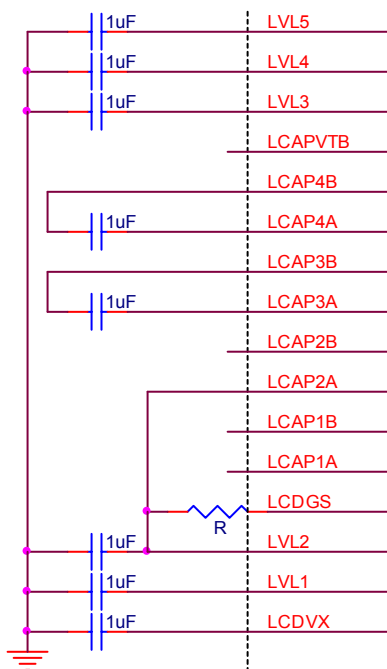 1uF LVL5
1uF LVL4
1uF LVL3
LCAPVTB
LCAP4B
1uF LCAP4A
LCAP3B
1uF LCAP3A
LCAP2B
LCAP2A
LCAP1B
LCAP1A
LCDGS
R
1uF LVL2
1uF LVL1
1uF LCDVX